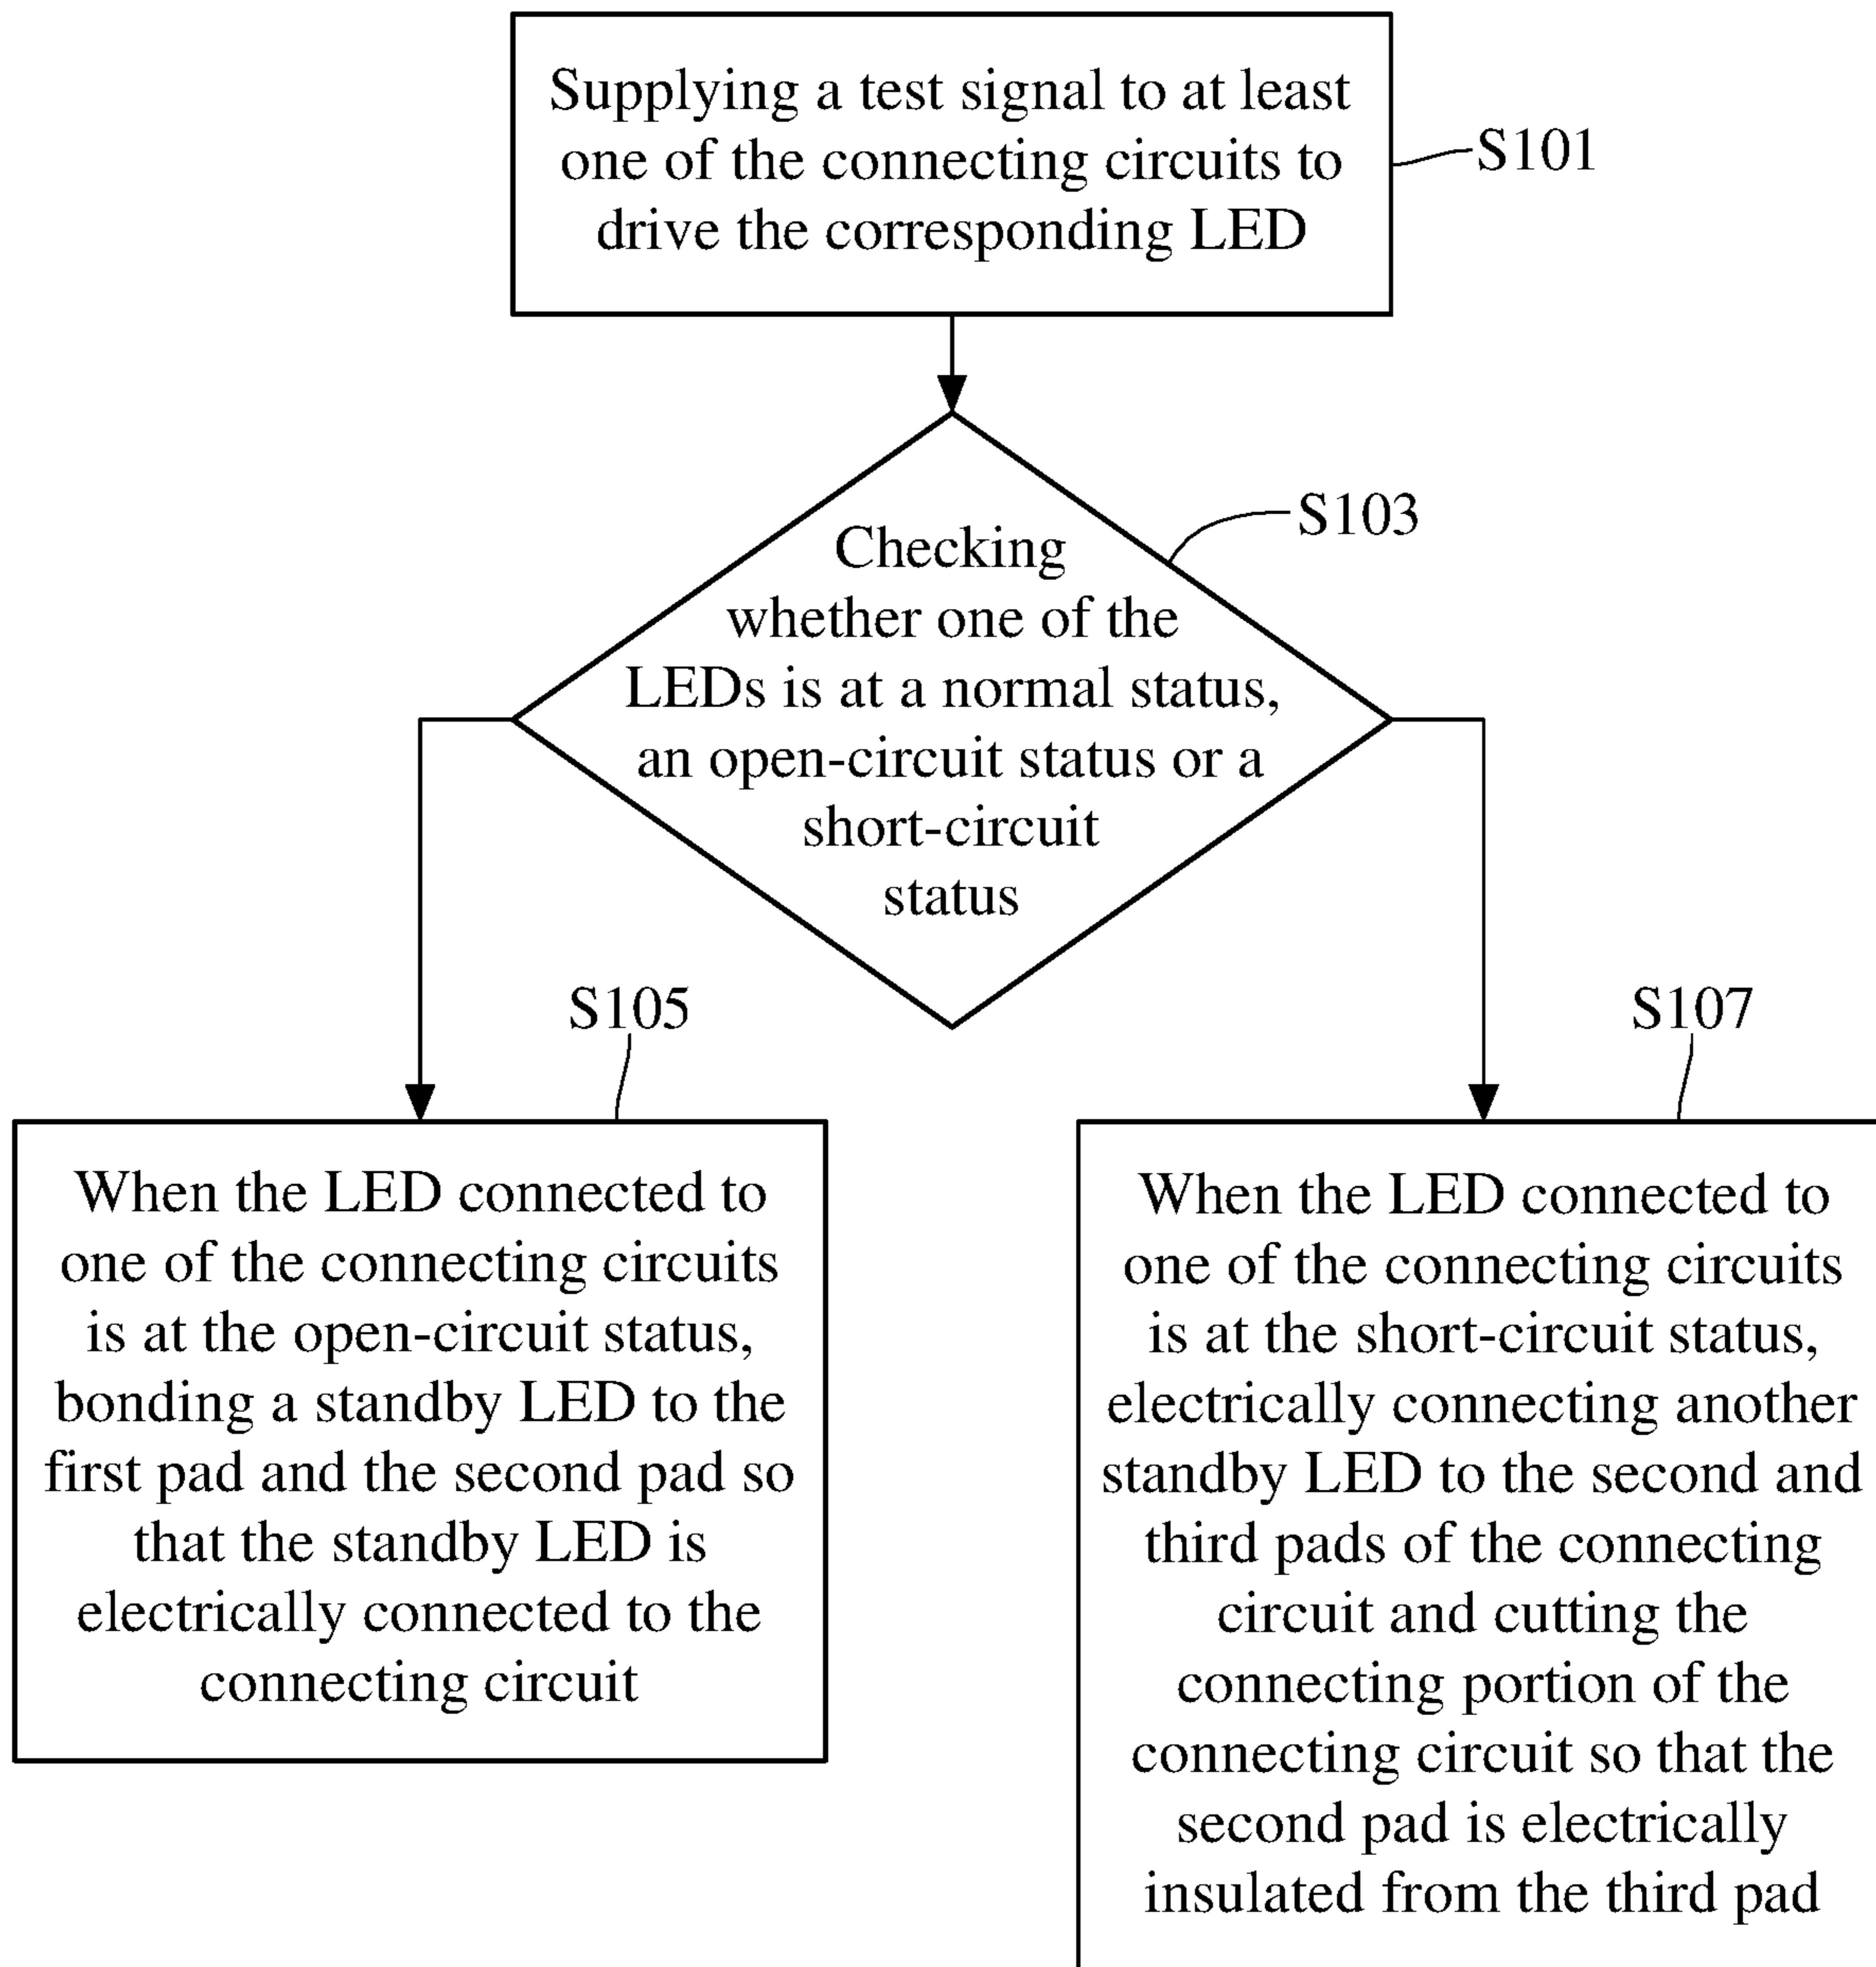 Supplying a test signal to at least
one of the connecting circuits to
drive the corresponding LED
S101
S103
Checking
whether one of the
LEDs is at a normal status,
an open-circuit status or a
short-circuit
status
S105
When the LED connected to
one of the connecting circuits
is at the open-circuit status,
bonding a standby LED to the
first pad and the second pad so
that the standby LED is
electrically connected to the
connecting circuit
S107
When the LED connected to
one of the connecting circuits
is at the short-circuit status,
electrically connecting another
standby LED to the second and
third pads of the connecting
circuit and cutting the
connecting portion of the
connecting circuit so that the
second pad is electrically
insulated from the third pad